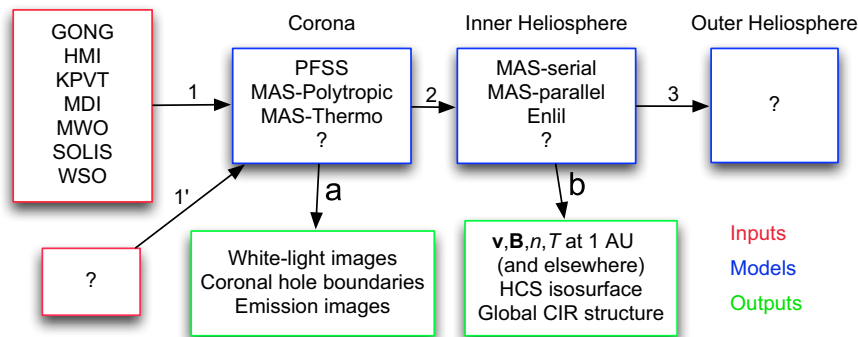 Corona
Inner Heliosphere
Outer Heliosphere
GONG
HMI
KPVT
MDI
MWO
SOLIS
WSO
1
PFSS
MAS-Polytropic
MAS-Thermo
?
2
MAS-serial
MAS-parallel
Enlil
?
3
?
1'
a
b
?
White-light images
Coronal hole boundaries
Emission images
v,B,n,T at 1 AU
(and elsewhere)
HCS isosurface
Global CIR structure
Inputs
Models
Outputs